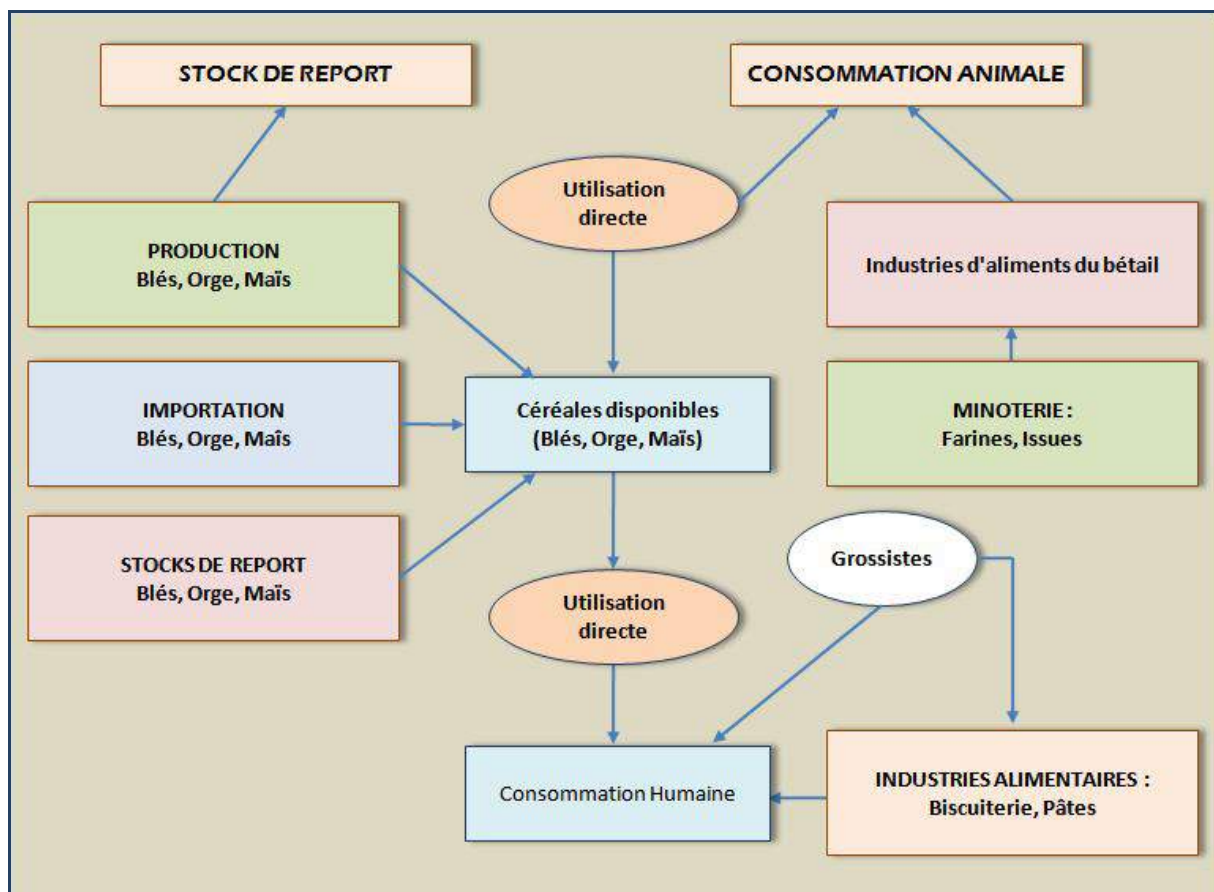 STOCK DE REPORT
CONSOMMATION ANIMALE
Utilisation
directe
PRODUCTION
Blés, Orge, Maïs
Industries d'aliments du bétail
IMPORTATION
Blés, Orge, Maîs
Céréales disponibles
(Blés, Orge, Maïs)
MINOTERIE :
Farines, Issues
STOCKS DE REPORT
Blés, Orge, Maïs
Grossistes
Utilisation
directe
Consommation Humaine
INDUSTRIES ALIMENTAIRES :
Biscuiterie, Pâtes